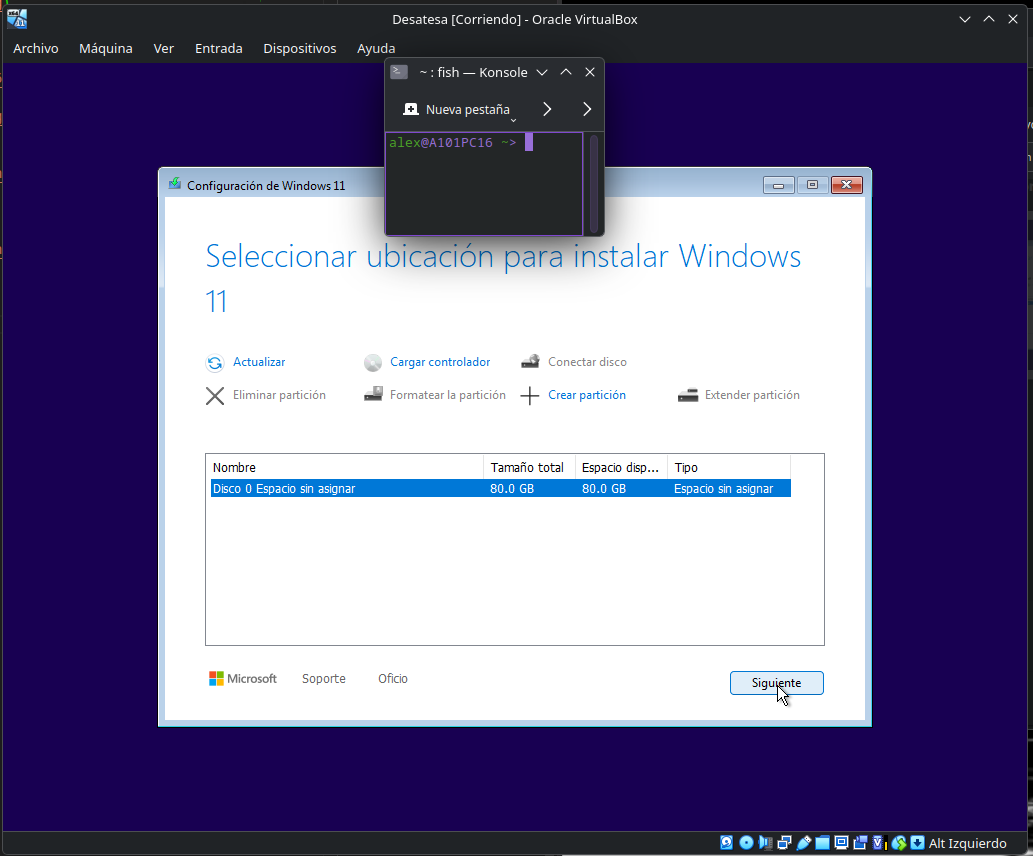 Desatesa [Corriendo] - Oracle VirtualBox
Archivo Máquina Ver Entrada Dispositivos Ayuda
~ : fish — Konsole
Nueva pestaña
alex@A101PC16 ~>
Configuración de Windows 11
Seleccionar ubicación para instalar Windows
11
Actualizar Cargar controlador Conectar disco
Eliminar partición Formatear la partición Crear partición Extender partición
Nombre Tamaño total Espacio disp... Tipo
Disco 0 Espacio sin asignar 80.0 GB 80.0 GB Espacio sin asignar
Microsoft Soporte Oficio Siguiente
Alt Izquierdo